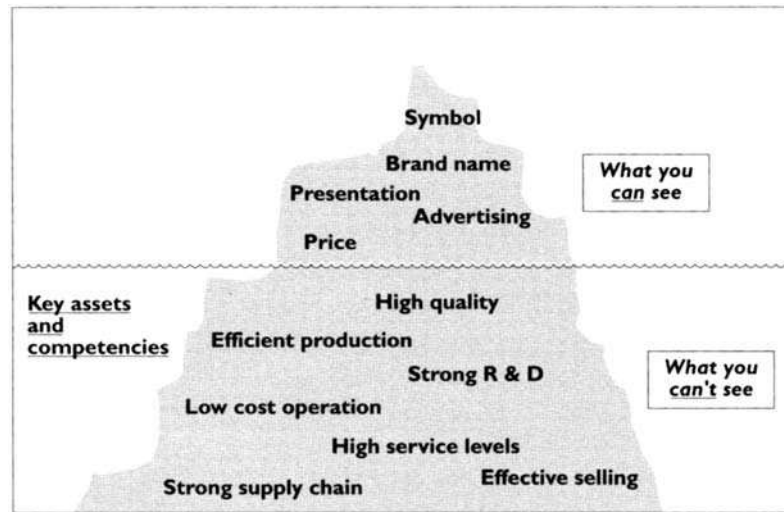 Symbol
Brand name
Presentation
Advertising
Price
What you
can see
Key assets
and
competencies
High quality
Efficient production
Strong R & D
What you
can't see
Low cost operation
High service levels
Effective selling
Strong supply chain